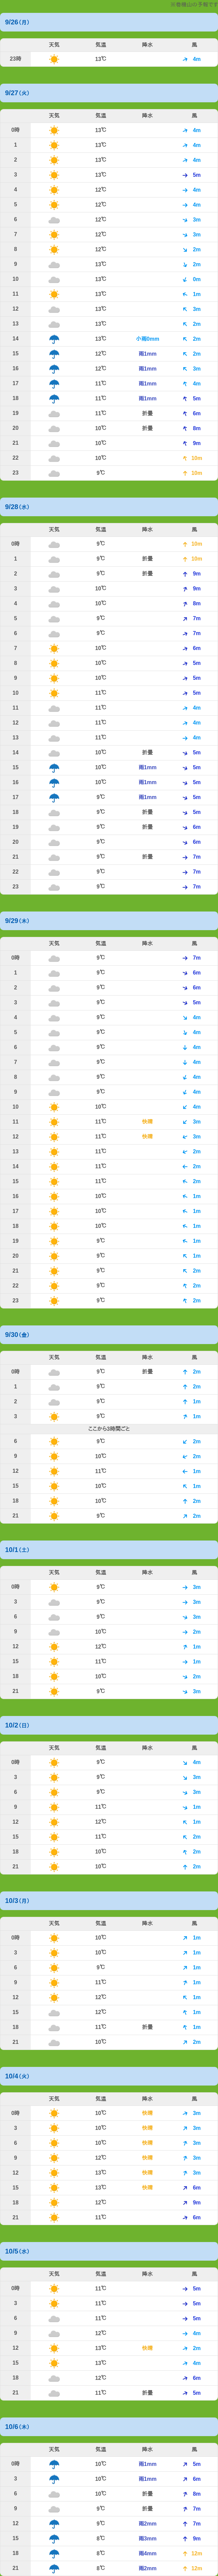 ※磐梯山の予報です
9/26(月)
天気 気温 降水 風
23時 13℃ 4m
9/27(火)
天気 気温 降水 風
0時 13℃ 4m
1 13℃ 4m
2 13℃ 4m
3 13℃ 5m
4 12℃ 4m
5 12℃ 4m
6 12℃ 3m
7 12℃ 3m
8 12℃ 2m
9 13℃ 2m
10 13℃ 0m
11 13℃ 1m
12 13℃ 3m
13 13℃ 2m
14 13℃ 小雨0mm 2m
15 12℃ 雨1mm 2m
16 12℃ 雨1mm 3m
17 11℃ 雨1mm 4m
18 11℃ 雨1mm 5m
19 11℃ 折畳 6m
20 10℃ 折畳 8m
21 10℃ 9m
22 10℃ 10m
23 9℃ 10m
9/28(水)
天気 気温 降水 風
0時 9℃ 10m
1 9℃ 折畳 10m
2 9℃ 折畳 9m
3 10℃ 9m
4 10℃ 8m
5 9℃ 7m
6 9℃ 7m
7 10℃ 6m
8 10℃ 5m
9 10℃ 5m
10 11℃ 5m
11 11℃ 4m
12 11℃ 4m
13 11℃ 4m
14 10℃ 折畳 5m
15 10℃ 雨1mm 5m
16 10℃ 雨1mm 5m
17 9℃ 雨1mm 5m
18 9℃ 折畳 5m
19 9℃ 折畳 6m
20 9℃ 6m
21 9℃ 折畳 7m
22 9℃ 7m
23 9℃ 7m
9/29(木)
天気 気温 降水 風
0時 9℃ 7m
1 9℃ 6m
2 9℃ 6m
3 9℃ 5m
4 9℃ 4m
5 9℃ 4m
6 9℃ 4m
7 9℃ 4m
8 9℃ 4m
9 9℃ 4m
10 10℃ 4m
11 11℃ 快晴 3m
12 11℃ 快晴 3m
13 11℃ 2m
14 11℃ 2m
15 11℃ 2m
16 10℃ 1m
17 10℃ 1m
18 10℃ 1m
19 9℃ 1m
20 9℃ 1m
21 9℃ 2m
22 9℃ 2m
23 9℃ 2m
9/30(金)
天気 気温 降水 風
0時 9℃ 折畳 2m
1 9℃ 2m
2 9℃ 1m
3 9℃ 1m
ここから3時間ごと
6 9℃ 2m
9 10℃ 2m
12 11℃ 1m
15 10℃ 1m
18 10℃ 2m
21 9℃ 2m
10/1(土)
天気 気温 降水 風
0時 9℃ 3m
3 9℃ 3m
6 9℃ 3m
9 10℃ 2m
12 12℃ 1m
15 11℃ 1m
18 10℃ 2m
21 9℃ 3m
10/2(日)
天気 気温 降水 風
0時 9℃ 4m
3 9℃ 3m
6 9℃ 3m
9 11℃ 1m
12 12℃ 1m
15 11℃ 2m
18 10℃ 2m
21 10℃ 2m
10/3(月)
天気 気温 降水 風
0時 10℃ 1m
3 10℃ 1m
6 9℃ 1m
9 11℃ 1m
12 12℃ 1m
15 12℃ 1m
18 11℃ 折畳 1m
21 10℃ 2m
10/4(火)
天気 気温 降水 風
0時 10℃ 快晴 3m
3 10℃ 快晴 3m
6 10℃ 快晴 3m
9 12℃ 快晴 3m
12 13℃ 快晴 3m
15 13℃ 快晴 6m
18 12℃ 9m
21 11℃ 6m
10/5(水)
天気 気温 降水 風
0時 11℃ 5m
3 11℃ 5m
6 11℃ 5m
9 12℃ 4m
12 13℃ 快晴 2m
15 13℃ 4m
18 12℃ 6m
21 11℃ 折畳 5m
10/6(木)
天気 気温 降水 風
0時 10℃ 雨1mm 5m
3 10℃ 雨1mm 6m
6 10℃ 折畳 8m
9 9℃ 折畳 7m
12 9℃ 雨2mm 7m
15 8℃ 雨3mm 9m
18 8℃ 雨4mm 12m
21 8℃ 雨2mm 12m